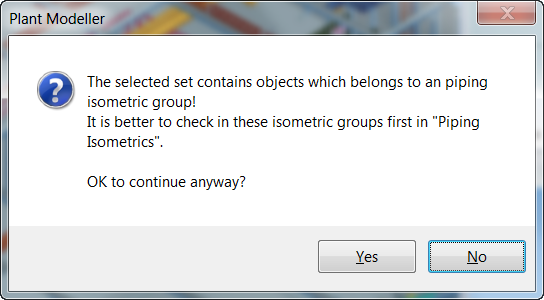 Plant Modeller
The selected set contains objects which belongs to an piping
isometric group!
It is better to check in these isometric groups first in "Piping
Isometrics".
OK to continue anyway?
Yes
No